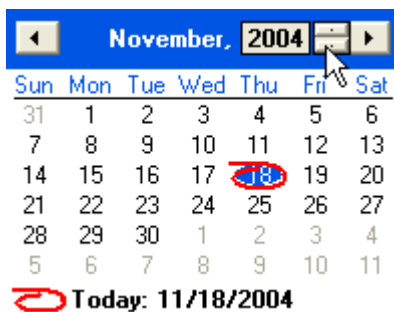 November, 2004
Sun Mon Tue Wed Thu Fri Sat
31 1 2 3 4 5 6
7 8 9 10 11 12 13
14 15 16 17 18 19 20
21 22 23 24 25 26 27
28 29 30 1 2 3 4
5 6 7 8 9 10 11
Today: 11/18/2004